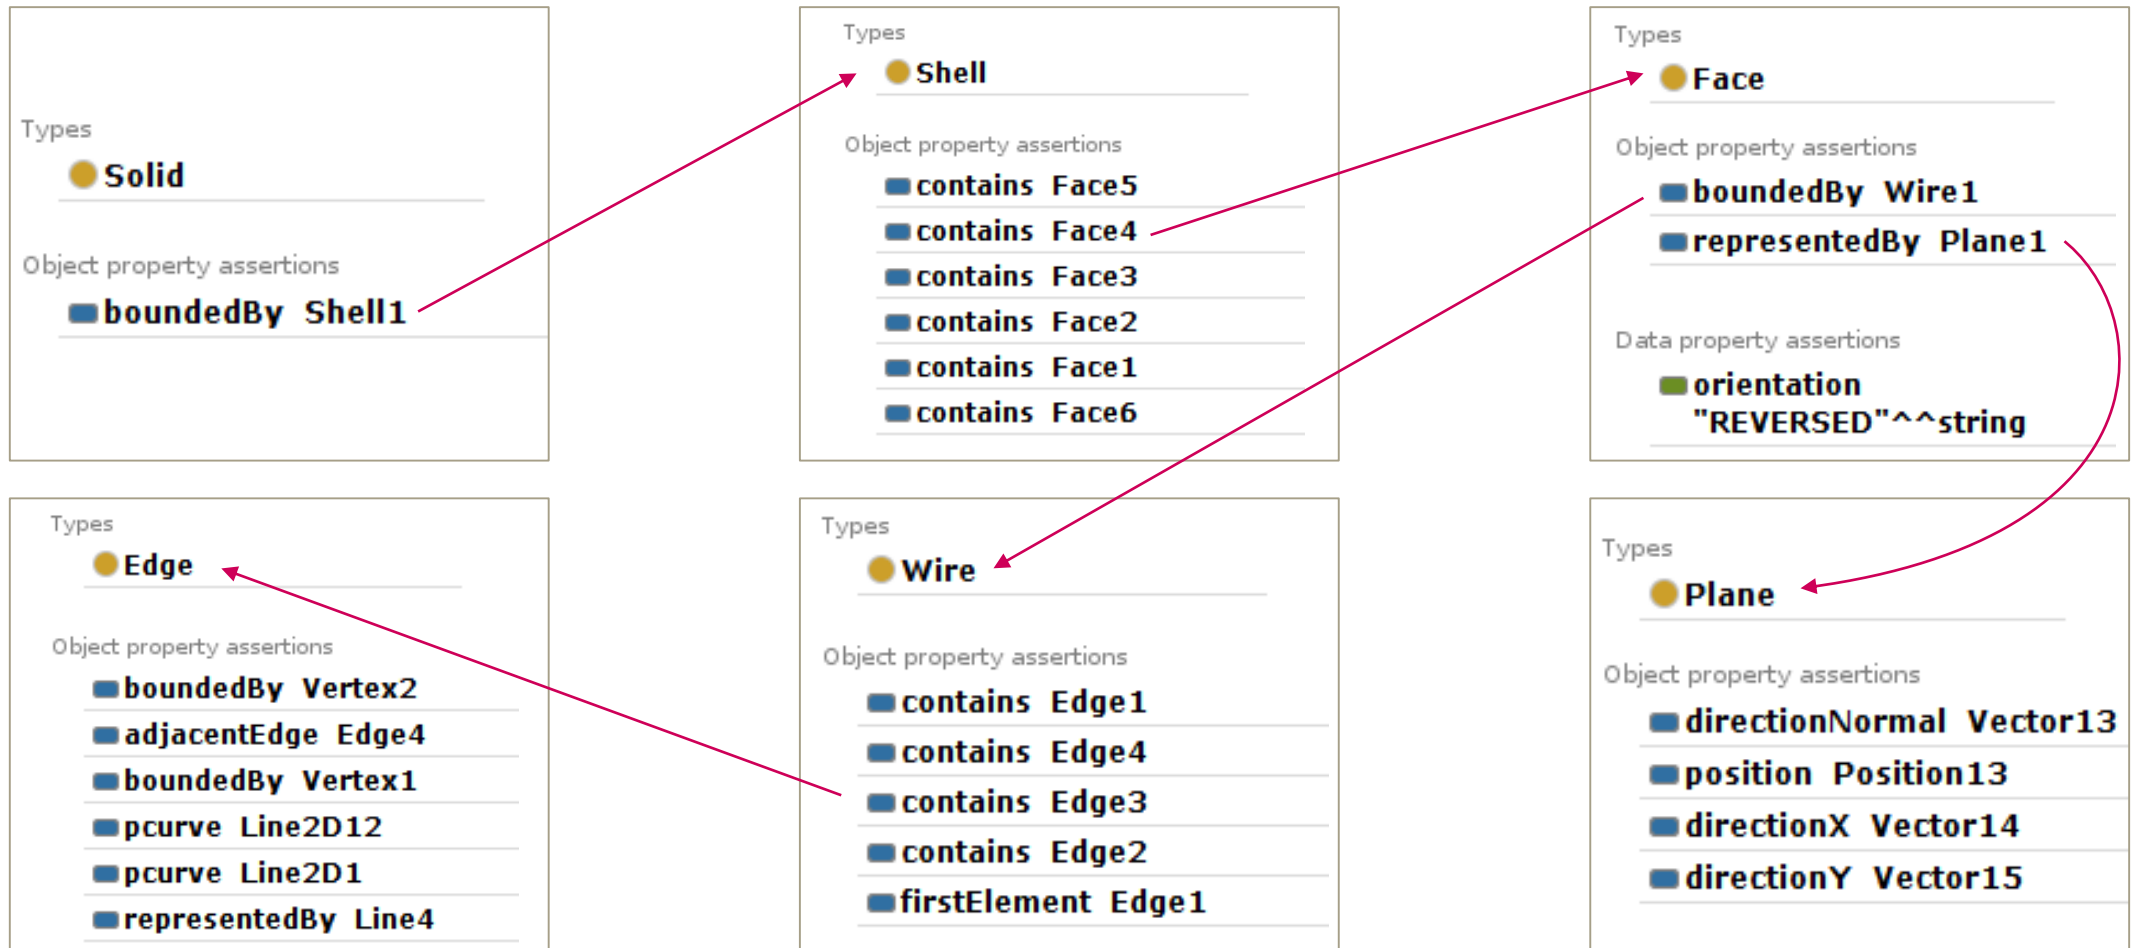 Types
Solid
Object property assertions
boundedBy Shell1
Types
Shell
Object property assertions
contains Face5
contains Face4
contains Face3
contains Face2
contains Face1
contains Face6
Types
Face
Object property assertions
boundedBy Wire1
representedBy Plane1
Data property assertions
orientation
"REVERSED"^^string
Types
Edge
Object property assertions
boundedBy Vertex2
adjacentEdge Edge4
boundedBy Vertex1
pcurve Line2D12
pcurve Line2D1
representedBy Line4
Types
Wire
Object property assertions
contains Edge1
contains Edge4
contains Edge3
contains Edge2
firstElement Edge1
Types
Plane
Object property assertions
directionNormal Vector13
position Position13
directionX Vector14
directionY Vector15